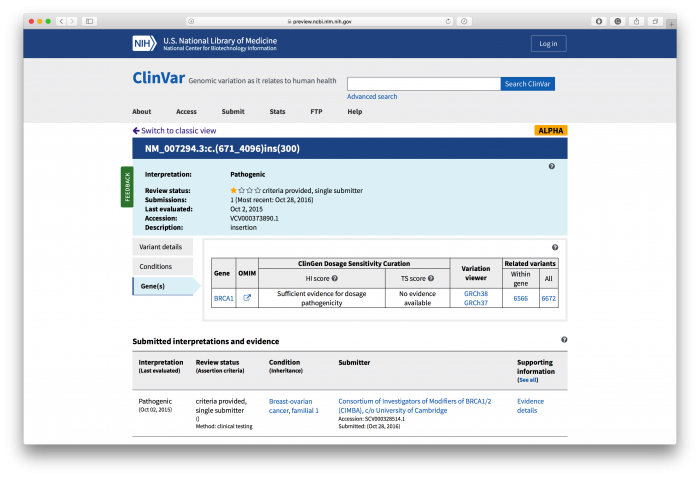 preview.ncbi.nlm.nih.gov
NIH
U.S. National Library of Medicine
National Center for Biotechnology Information
Log in
ClinVar Genomic variation as it relates to human health
Search ClinVar
Advanced search
About Access Submit Stats FTP Help
Switch to classic view
ALPHA
NM_007294.3:c.(671_4096)ins(300)
FEEDBACK
Interpretation: Pathogenic
Review status: criteria provided, single submitter
Submissions: 1 (Most recent: Oct 28, 2016)
Last evaluated: Oct 2, 2015
Accession: VCV000373890.1
Description: insertion
Variant details
Conditions
Gene(s)
Gene OMIM ClinGen Dosage Sensitivity Curation Variation viewer Related variants
HI score TS score Within gene All
BRCA1 Sufficient evidence for dosage pathogenicity No evidence available GRCh38 GRCh37 6566 6672
Submitted interpretations and evidence
Interpretation Review status Condition Submitter Supporting information
(Last evaluated) (Assertion criteria) (Inheritance) (See all)
Pathogenic criteria provided, Breast-ovarian Consortium of Investigators of Modifiers of BRCA1/2 Evidence
(Oct 02, 2015) single submitter cancer, familial 1 (CIMBA), c/o University of Cambridge details
() Accession: SCV000328514.1
Method: clinical testing Submitted: (Oct 28, 2016)